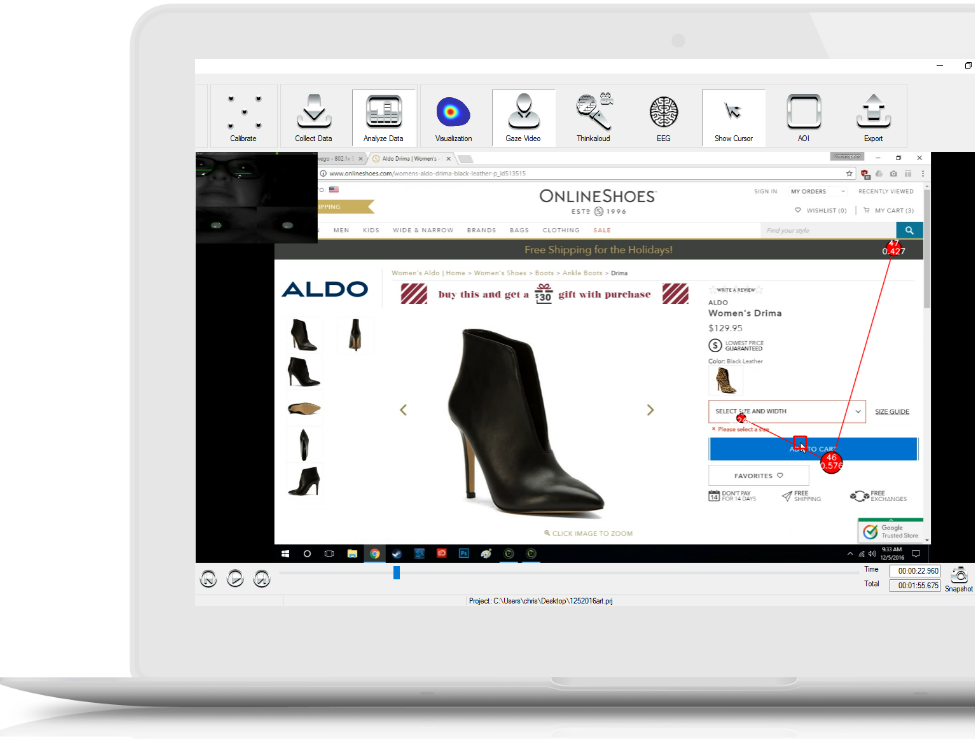 Calibrate
Collect Data
Analyze Data
Visualization
Gaze Video
Thinkaloud
EEG
Show Cursor
AOI
Export
Aldo Drima | Women's -
www.onlineshoes.com/womens-aldo-drima-black-leather-p_id513515
ONLINESHOES
ESTD 1996
SIGN IN MY ORDERS RECENTLY VIEWED
WISHLIST (0) MY CART (3)
MEN KIDS WIDE & NARROW BRANDS BAGS CLOTHING SALE
Find your style
Free Shipping for the Holidays!
47
0.427
Women's Aldo | Home > Women's Shoes > Boots > Ankle Boots > Drima
ALDO
buy this and get a $30 gift with purchase
WRITE A REVIEW
ALDO
Women's Drima
$129.95
LOWEST PRICE
GUARANTEED
Color: Black Leather
SELECT SIZE AND WIDTH
SIZE GUIDE
Please select a size
ADD TO CART
46
0.576
FAVORITES
14 DON'T PAY
FOR 14 DAYS
FREE
SHIPPING
FREE
EXCHANGES
CLICK IMAGE TO ZOOM
Google
Trusted Store
9:33 AM
12/5/2016
Time 00:00:22.960
Total 00:01:55.675
Snapshot
Project: C:\Users\chris\Desktop\1252016art.prj